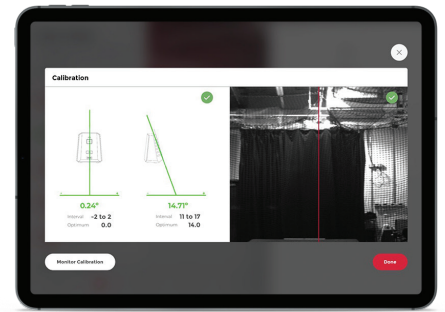 Calibration
0.24°
Interval -2 to 2
Optimum 0.0
14.71°
Interval 11 to 17
Optimum 14.0
Monitor Calibration
Done